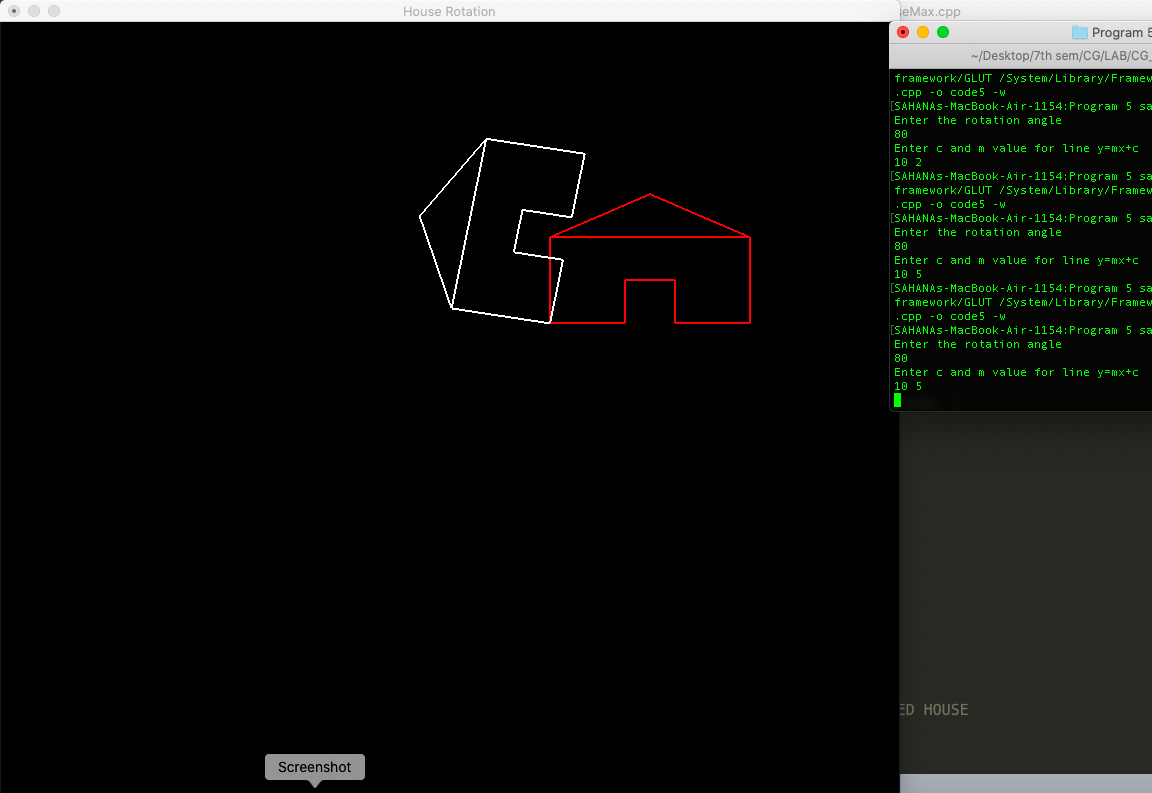 House Rotation
seMax.cpp
Program 5
~/Desktop/7th sem/CG/LAB/CG_
framework/GLUT /System/Library/Framew
.cpp -o code5 -w
[SAHANAs-MacBook-Air-1154:Program 5 sa
Enter the rotation angle
80
Enter c and m value for line y=mx+c
10 2
[SAHANAs-MacBook-Air-1154:Program 5 sa
framework/GLUT /System/Library/Framew
.cpp -o code5 -w
[SAHANAs-MacBook-Air-1154:Program 5 sa
Enter the rotation angle
80
Enter c and m value for line y=mx+c
10 5
[SAHANAs-MacBook-Air-1154:Program 5 sa
framework/GLUT /System/Library/Framew
.cpp -o code5 -w
[SAHANAs-MacBook-Air-1154:Program 5 sa
Enter the rotation angle
80
Enter c and m value for line y=mx+c
10 5
ED HOUSE
Screenshot